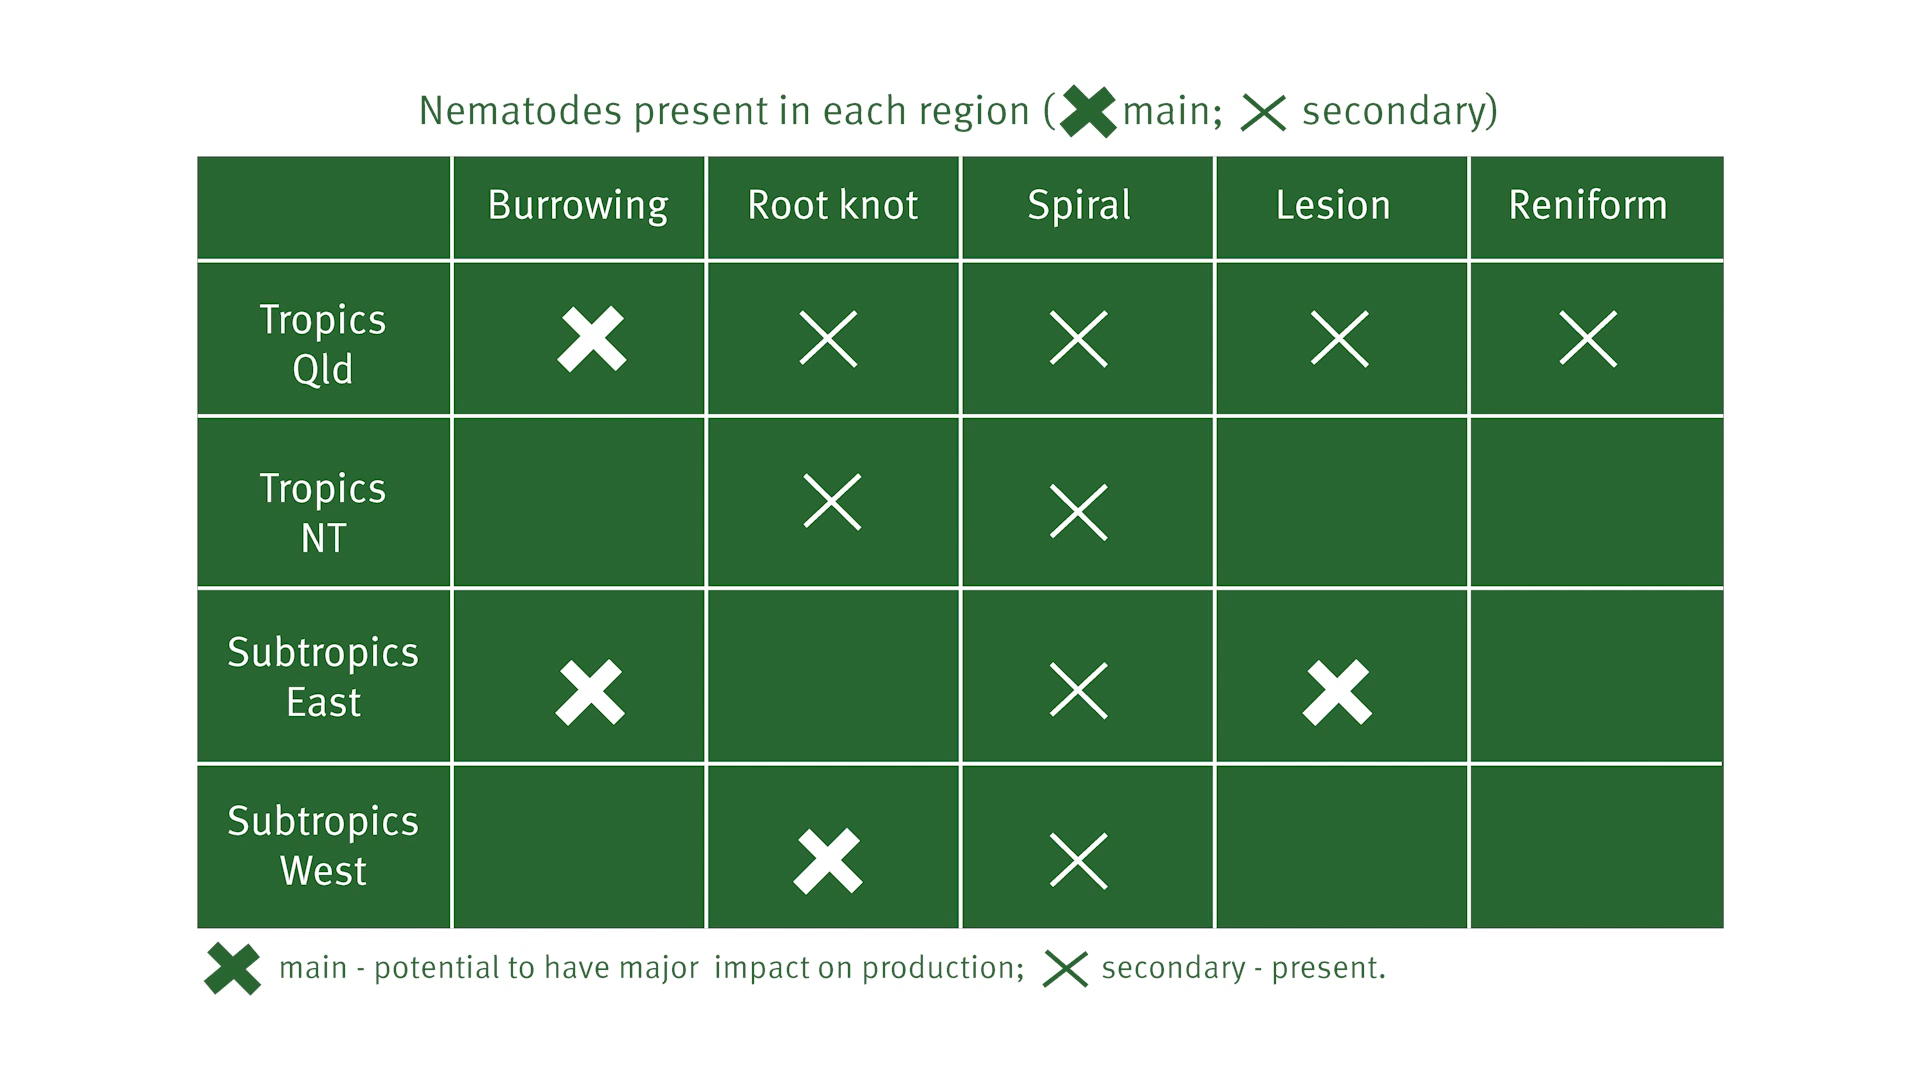 Nematodes present in each region (✖ main; ✕ secondary)
Burrowing Root knot Spiral Lesion Reniform
Tropics
Qld
Tropics
NT
Subtropics
East
Subtropics
West
✖ main - potential to have major impact on production; ✕ secondary - present.